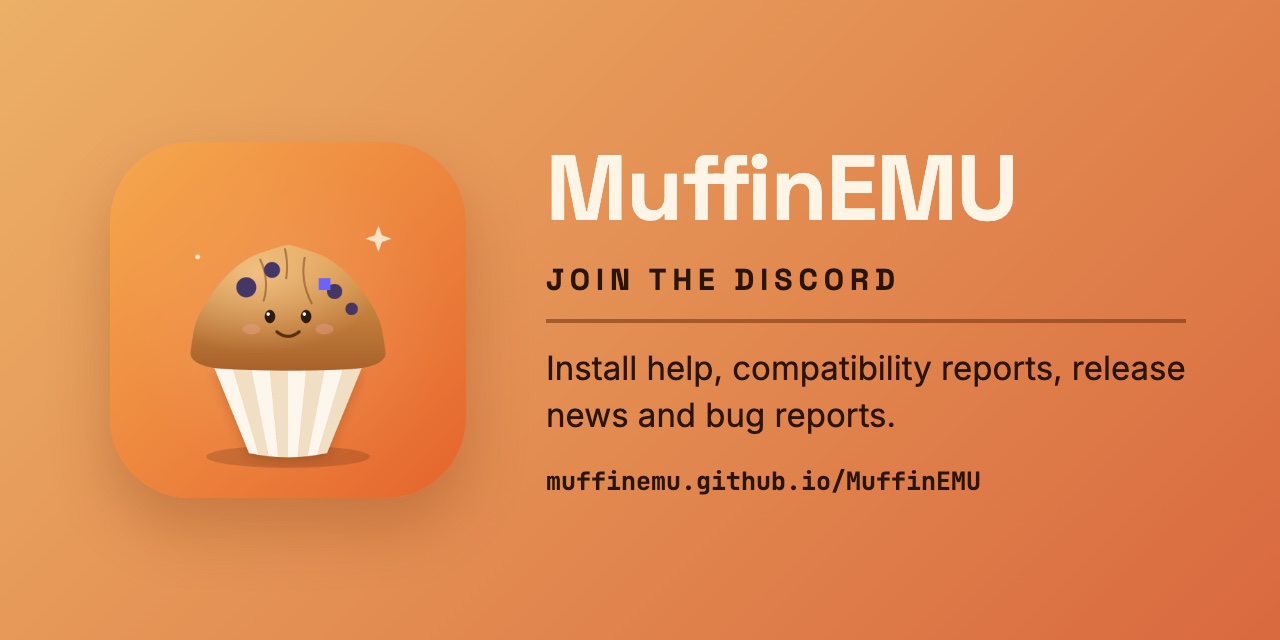 MuffinEMU
JOIN THE DISCORD
Install help, compatibility reports, release
news and bug reports.
muffinemu.github.io/MuffinEMU